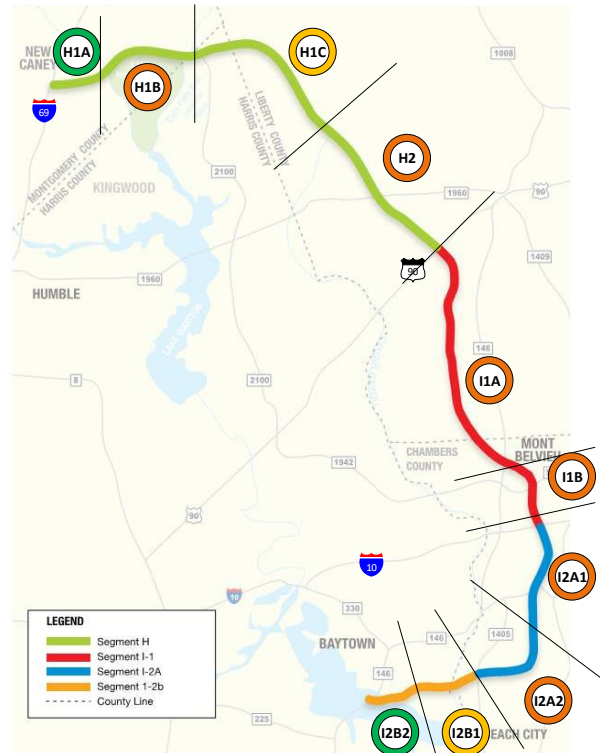 NEW
CANEY
H1A
H1B
H1C
1008
69
MONTGOMERY COUNTY
HARRIS COUNTY
LIBERTY COUNTY
HARRIS COUNTY
H2
2100
KINGWOOD
1960
90
1409
90
1960
HUMBLE
LAKE HOUSTON
146
8
2100
I1A
CHAMBERS
COUNTY
MONT
BELVIEU
1942
I1B
90
10
I2A1
10
330
BAYTOWN
146
1405
LEGEND
Segment H
Segment I-1
Segment I-2A
Segment 1-2b
County Line
146
225
I2A2
I2B2
I2B1
EACH CITY